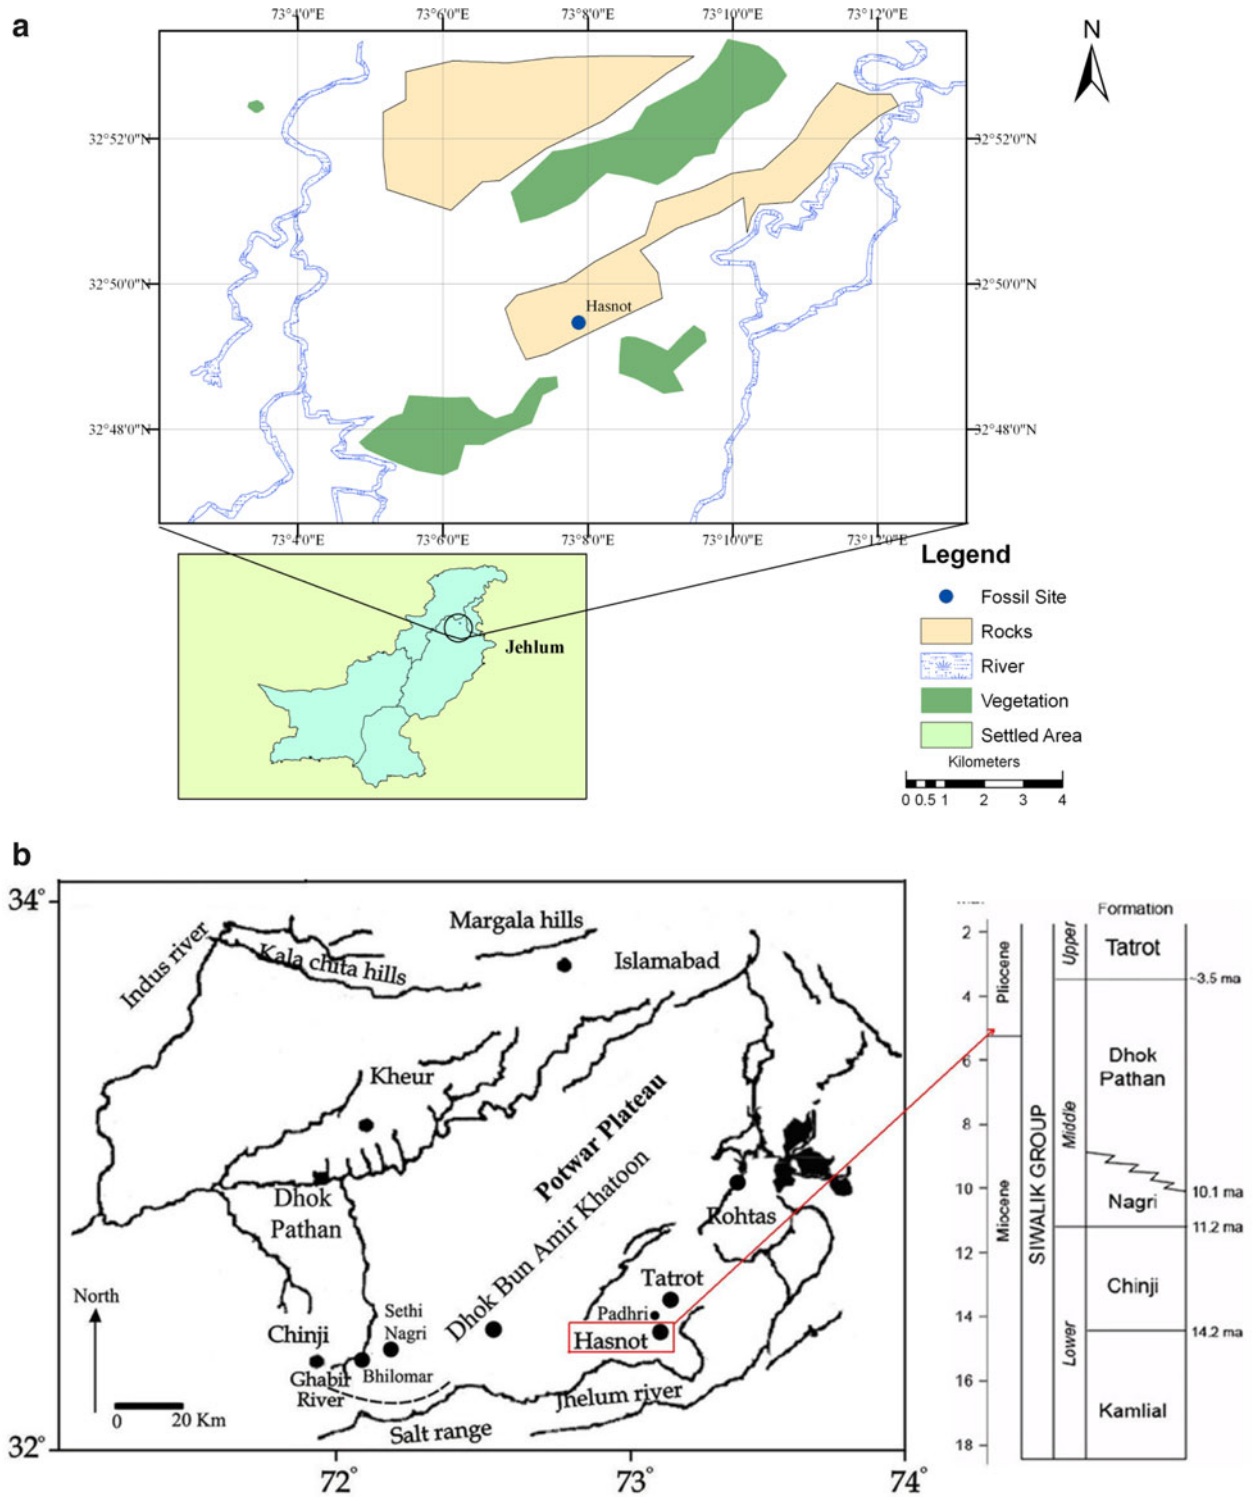 a
73°4'0"E 73°6'0"E 73°8'0"E 73°10'0"E 73°12'0"E
N
32°52'0"N 32°52'0"N
32°50'0"N 32°50'0"N
Hasnot
32°48'0"N 32°48'0"N
73°4'0"E 73°6'0"E 73°8'0"E 73°10'0"E 73°12'0"E
Jehlum
Legend
Fossil Site
Rocks
River
Vegetation
Settled Area
Kilometers
0 0.5 1 2 3 4
b
34°
Indus river
Kala chita hills
Margala hills
Islamabad
Kheur
Potwar Plateau
Dhok
Pathan
Dhok Bun Amir Khatoon
Rohtas
Tatrot
Padhri
Hasnot
North
Chinji
Sethi
Nagri
Ghabir
River
Bhilomar
Jhelum river
0 20 Km
Salt range
32°
72° 73° 74°
Formation
2
4
6
8
10
12
14
16
18
Pliocene
Miocene
SIWALIK GROUP
Upper
Middle
Lower
Tatrot
~3.5 ma
Dhok
Pathan
10.1 ma
Nagri
11.2 ma
Chinji
14.2 ma
Kamlial